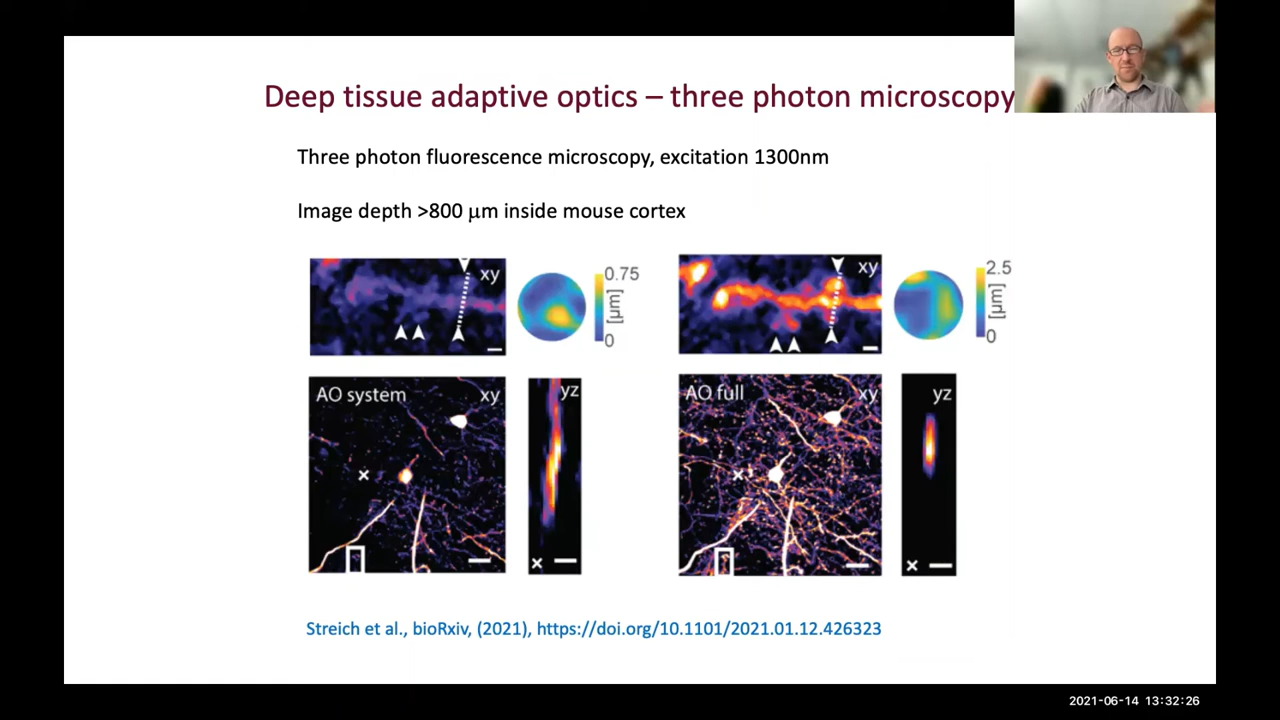 Deep tissue adaptive optics – three photon microscopy
Three photon fluorescence microscopy, excitation 1300nm
Image depth >800 μm inside mouse cortex
xy
0.75
[μm]
0
xy
2.5
[μm]
0
AO system
xy
yz
×
×
AO full
xy
yz
×
×
Streich et al., bioRxiv, (2021), https://doi.org/10.1101/2021.01.12.426323
2021-06-14 13:32:26